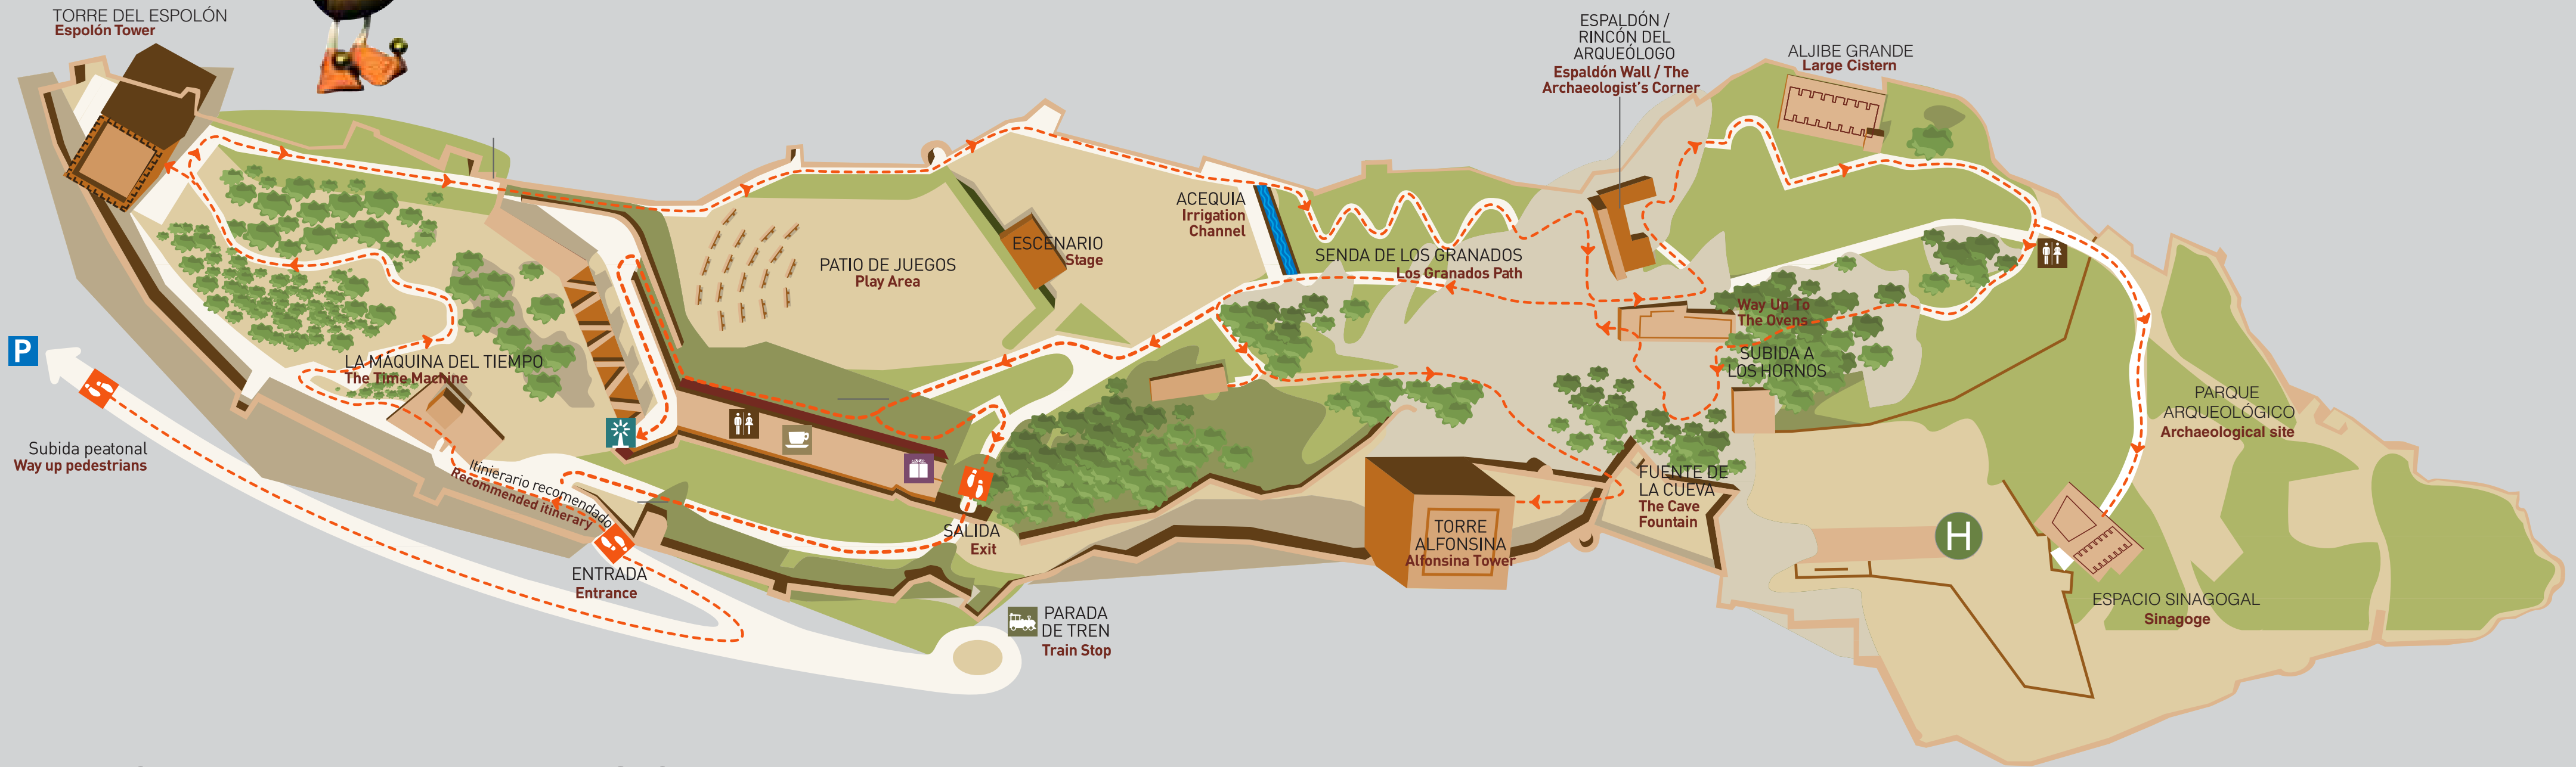 TORRE DEL ESPOLÓN
Espolón Tower
ESPALDÓN /
RINCÓN DEL
ARQUEÓLOGO
Espaldón Wall / The
Archaeologist's Corner
ALJIBE GRANDE
Large Cistern
ACEQUIA
Irrigation
Channel
ESCENARIO
Stage
PATIO DE JUEGOS
Play Area
SENDA DE LOS GRANADOS
Los Granados Path
Way Up To
The Ovens
SUBIDA A
LOS HORNOS
P
LA MAQUINA DEL TIEMPO
The Time Machine
PARQUE
ARQUEOLÓGICO
Archaeological site
Subida peatonal
Way up pedestrians
Itinierario recomendado
Recommended itinerary
FUENTE DE
LA CUEVA
The Cave
Fountain
SALIDA
Exit
TORRE
ALFONSINA
Alfonsina Tower
H
ENTRADA
Entrance
PARADA
DE TREN
Train Stop
ESPACIO SINAGOGAL
Sinagoge